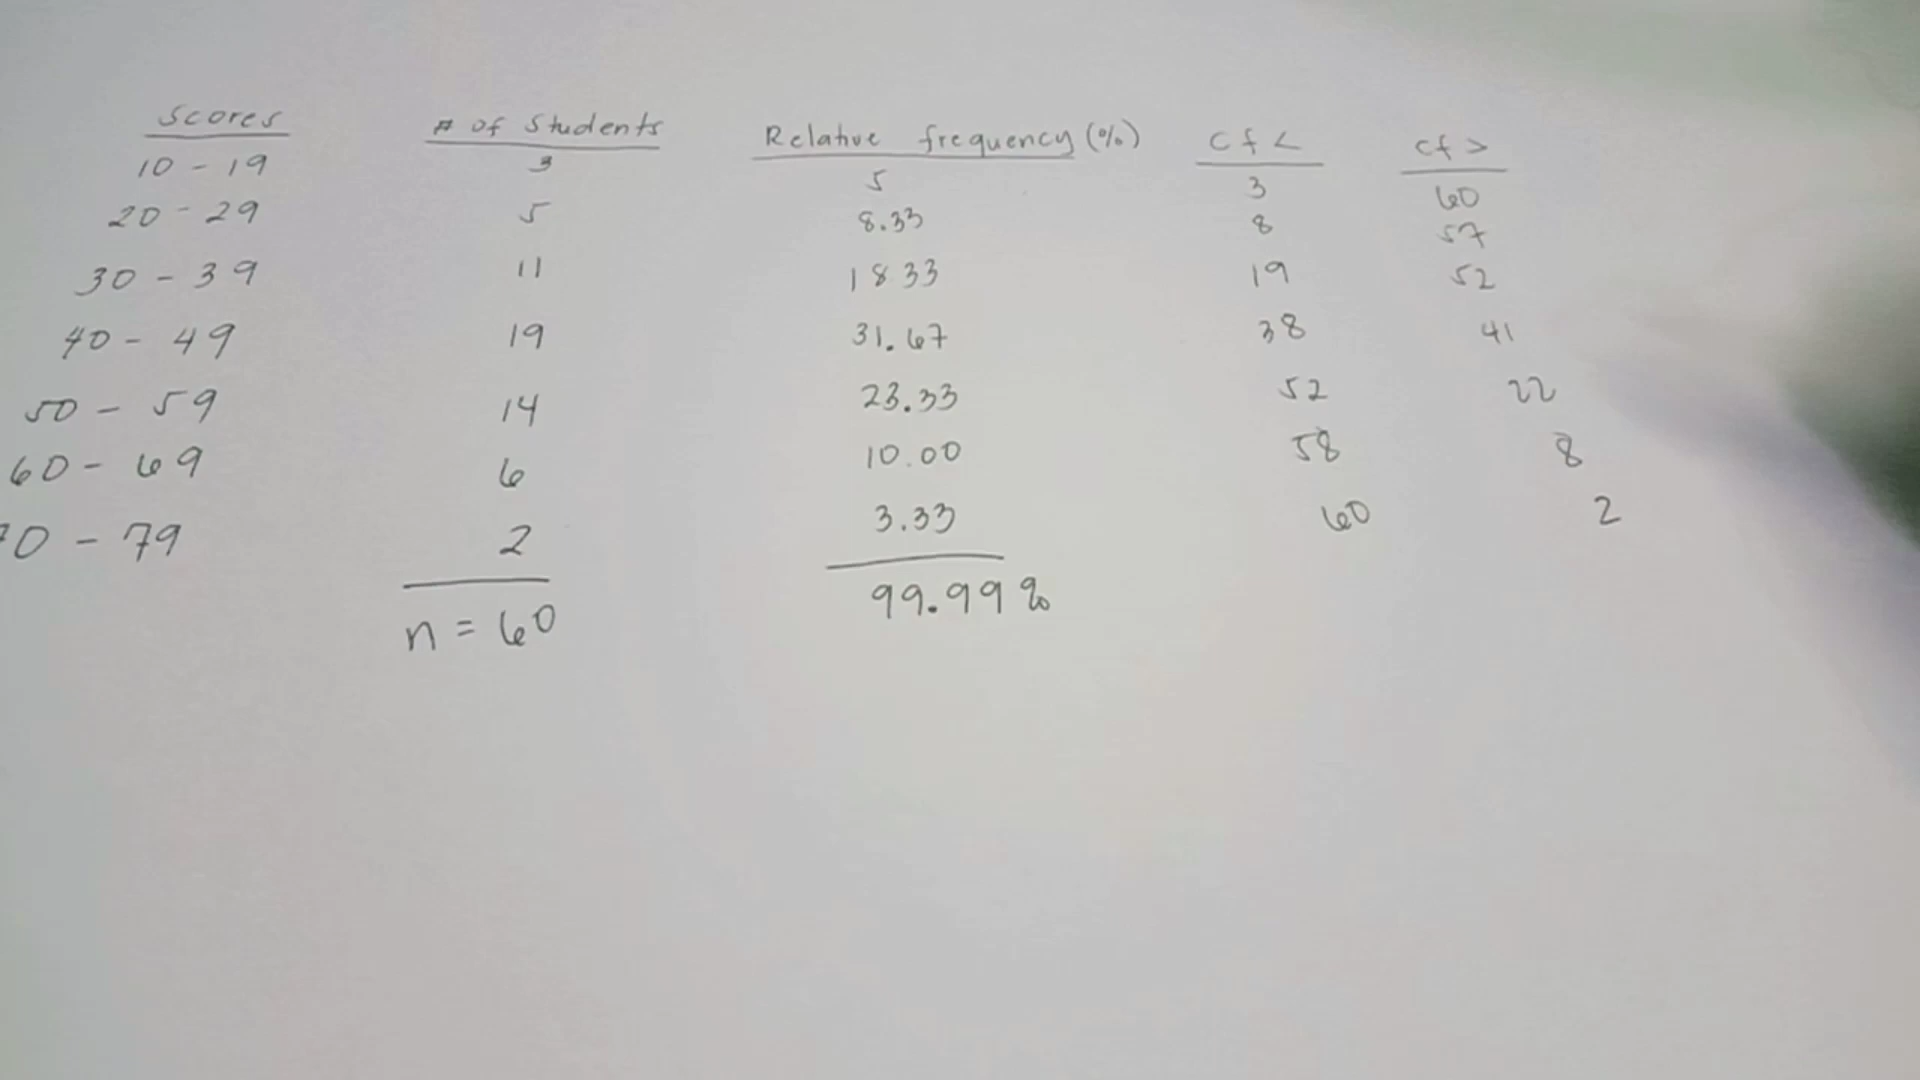 Scores # of Students Relative frequency (%) cf < cf >
10 - 19 3 5 3 60
20 - 29 5 8.33 8 57
30 - 39 11 18 33 19 52
40 - 49 19 31.67 38 41
50 - 59 14 23.33 52 22
60 - 69 6 10.00 58 8
70 - 79 2 3.33 60 2
n = 60 99.99%